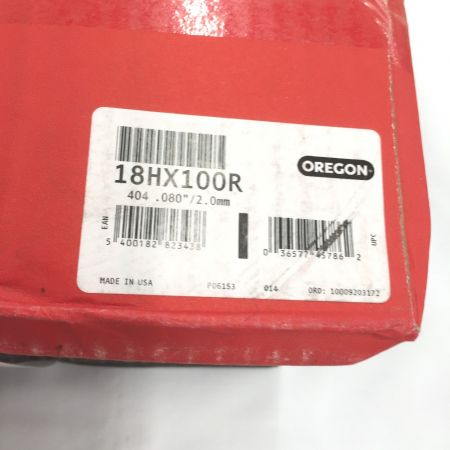 18HX100R
OREGON
404 .080"/2.0mm
EAN
5 400182 823438
0 36577 45786 2
UPC
MADE IN USA
P06153
014
ORD: 10009203172